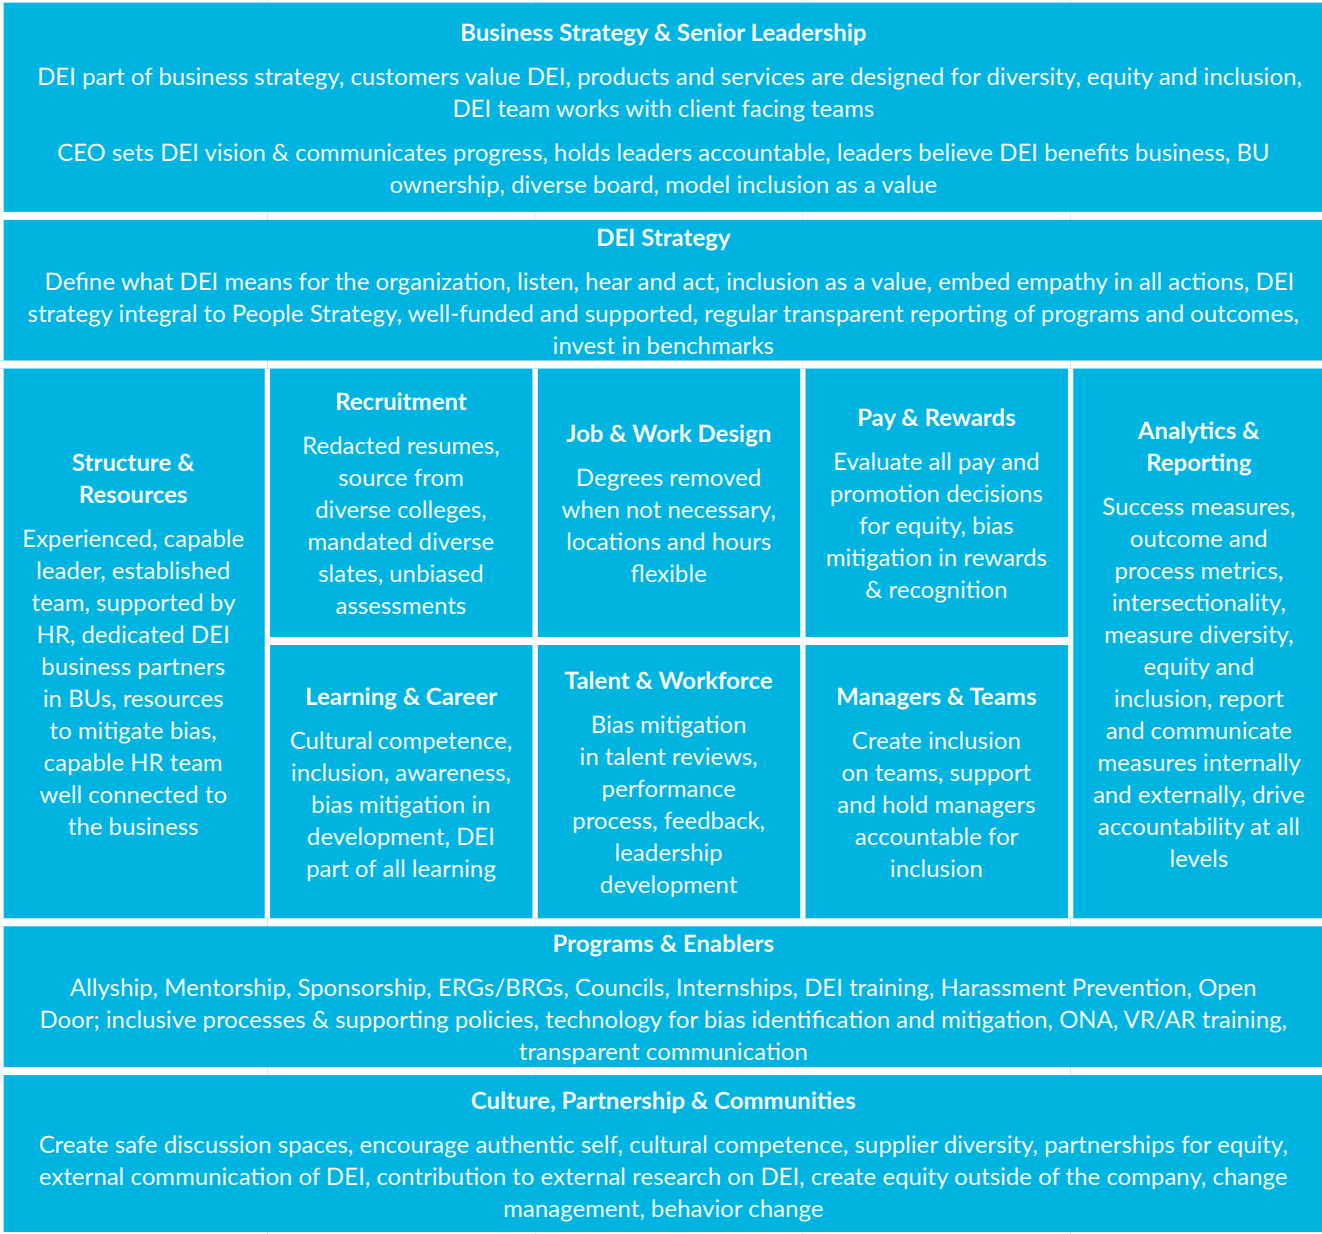 Business Strategy & Senior Leadership
DEI part of business strategy, customers value DEI, products and services are designed for diversity, equity and inclusion,
DEI team works with client facing teams
CEO sets DEI vision & communicates progress, holds leaders accountable, leaders believe DEI benefits business, BU
ownership, diverse board, model inclusion as a value
DEI Strategy
Define what DEI means for the organization, listen, hear and act, inclusion as a value, embed empathy in all actions, DEI
strategy integral to People Strategy, well-funded and supported, regular transparent reporting of programs and outcomes,
invest in benchmarks
Structure &
Resources
Experienced, capable
leader, established
team, supported by
HR, dedicated DEI
business partners
in BUs, resources
to mitigate bias,
capable HR team
well connected to
the business
Recruitment
Redacted resumes,
source from
diverse colleges,
mandated diverse
slates, unbiased
assessments
Job & Work Design
Degrees removed
when not necessary,
locations and hours
flexible
Pay & Rewards
Evaluate all pay and
promotion decisions
for equity, bias
mitigation in rewards
& recognition
Learning & Career
Cultural competence,
inclusion, awareness,
bias mitigation in
development, DEI
part of all learning
Talent & Workforce
Bias mitigation
in talent reviews,
performance
process, feedback,
leadership
development
Managers & Teams
Create inclusion
on teams, support
and hold managers
accountable for
inclusion
Analytics &
Reporting
Success measures,
outcome and
process metrics,
intersectionality,
measure diversity,
equity and
inclusion, report
and communicate
measures internally
and externally, drive
accountability at all
levels
Programs & Enablers
Allyship, Mentorship, Sponsorship, ERGs/BRGs, Councils, Internships, DEI training, Harassment Prevention, Open
Door; inclusive processes & supporting policies, technology for bias identification and mitigation, ONA, VR/AR training,
transparent communication
Culture, Partnership & Communities
Create safe discussion spaces, encourage authentic self, cultural competence, supplier diversity, partnerships for equity,
external communication of DEI, contribution to external research on DEI, create equity outside of the company, change
management, behavior change